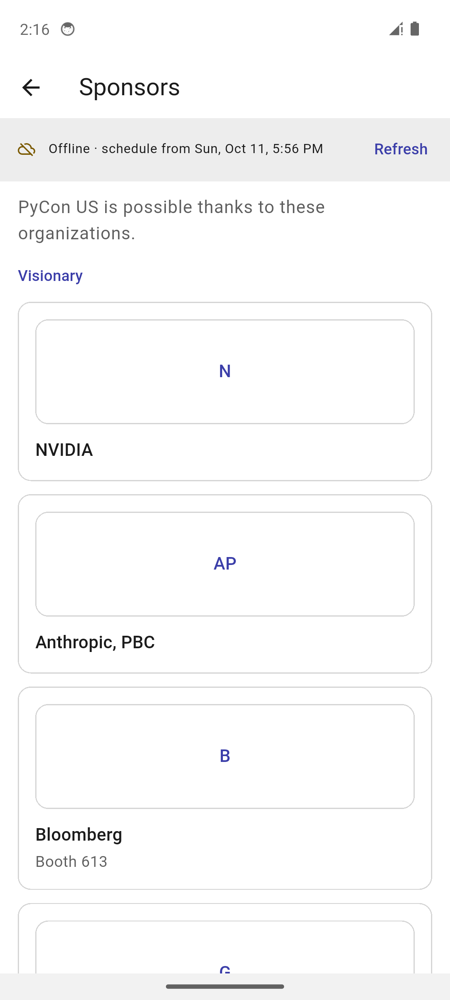 2:16
Sponsors
Offline · schedule from Sun, Oct 11, 5:56 PM
Refresh
PyCon US is possible thanks to these
organizations.
Visionary
N
NVIDIA
AP
Anthropic, PBC
B
Bloomberg
Booth 613
G